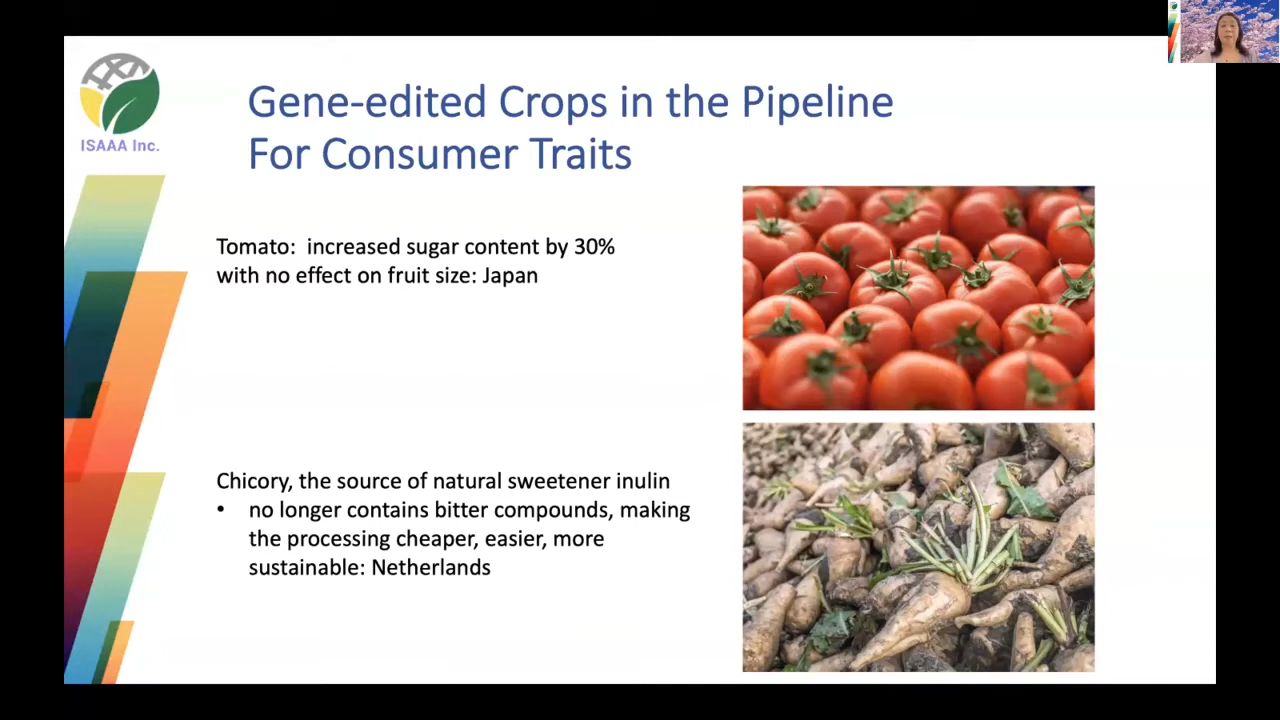 ISAAA Inc.
Gene-edited Crops in the Pipeline
For Consumer Traits
Tomato: increased sugar content by 30%
with no effect on fruit size: Japan
Chicory, the source of natural sweetener inulin
• no longer contains bitter compounds, making
the processing cheaper, easier, more
sustainable: Netherlands